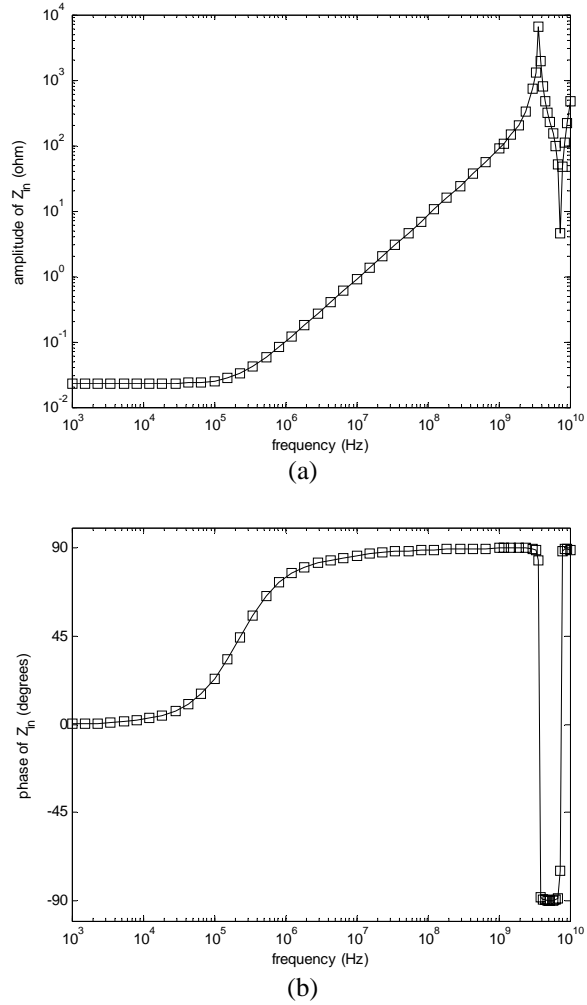 10^4
10^3
10^2
10^1
10^0
10^-1
10^-2
amplitude of Z_in (ohm)
10^3 10^4 10^5 10^6 10^7 10^8 10^9 10^10
frequency (Hz)
(a)
90
45
0
-45
-90
phase of Z_in (degrees)
10^3 10^4 10^5 10^6 10^7 10^8 10^9 10^10
frequency (Hz)
(b)